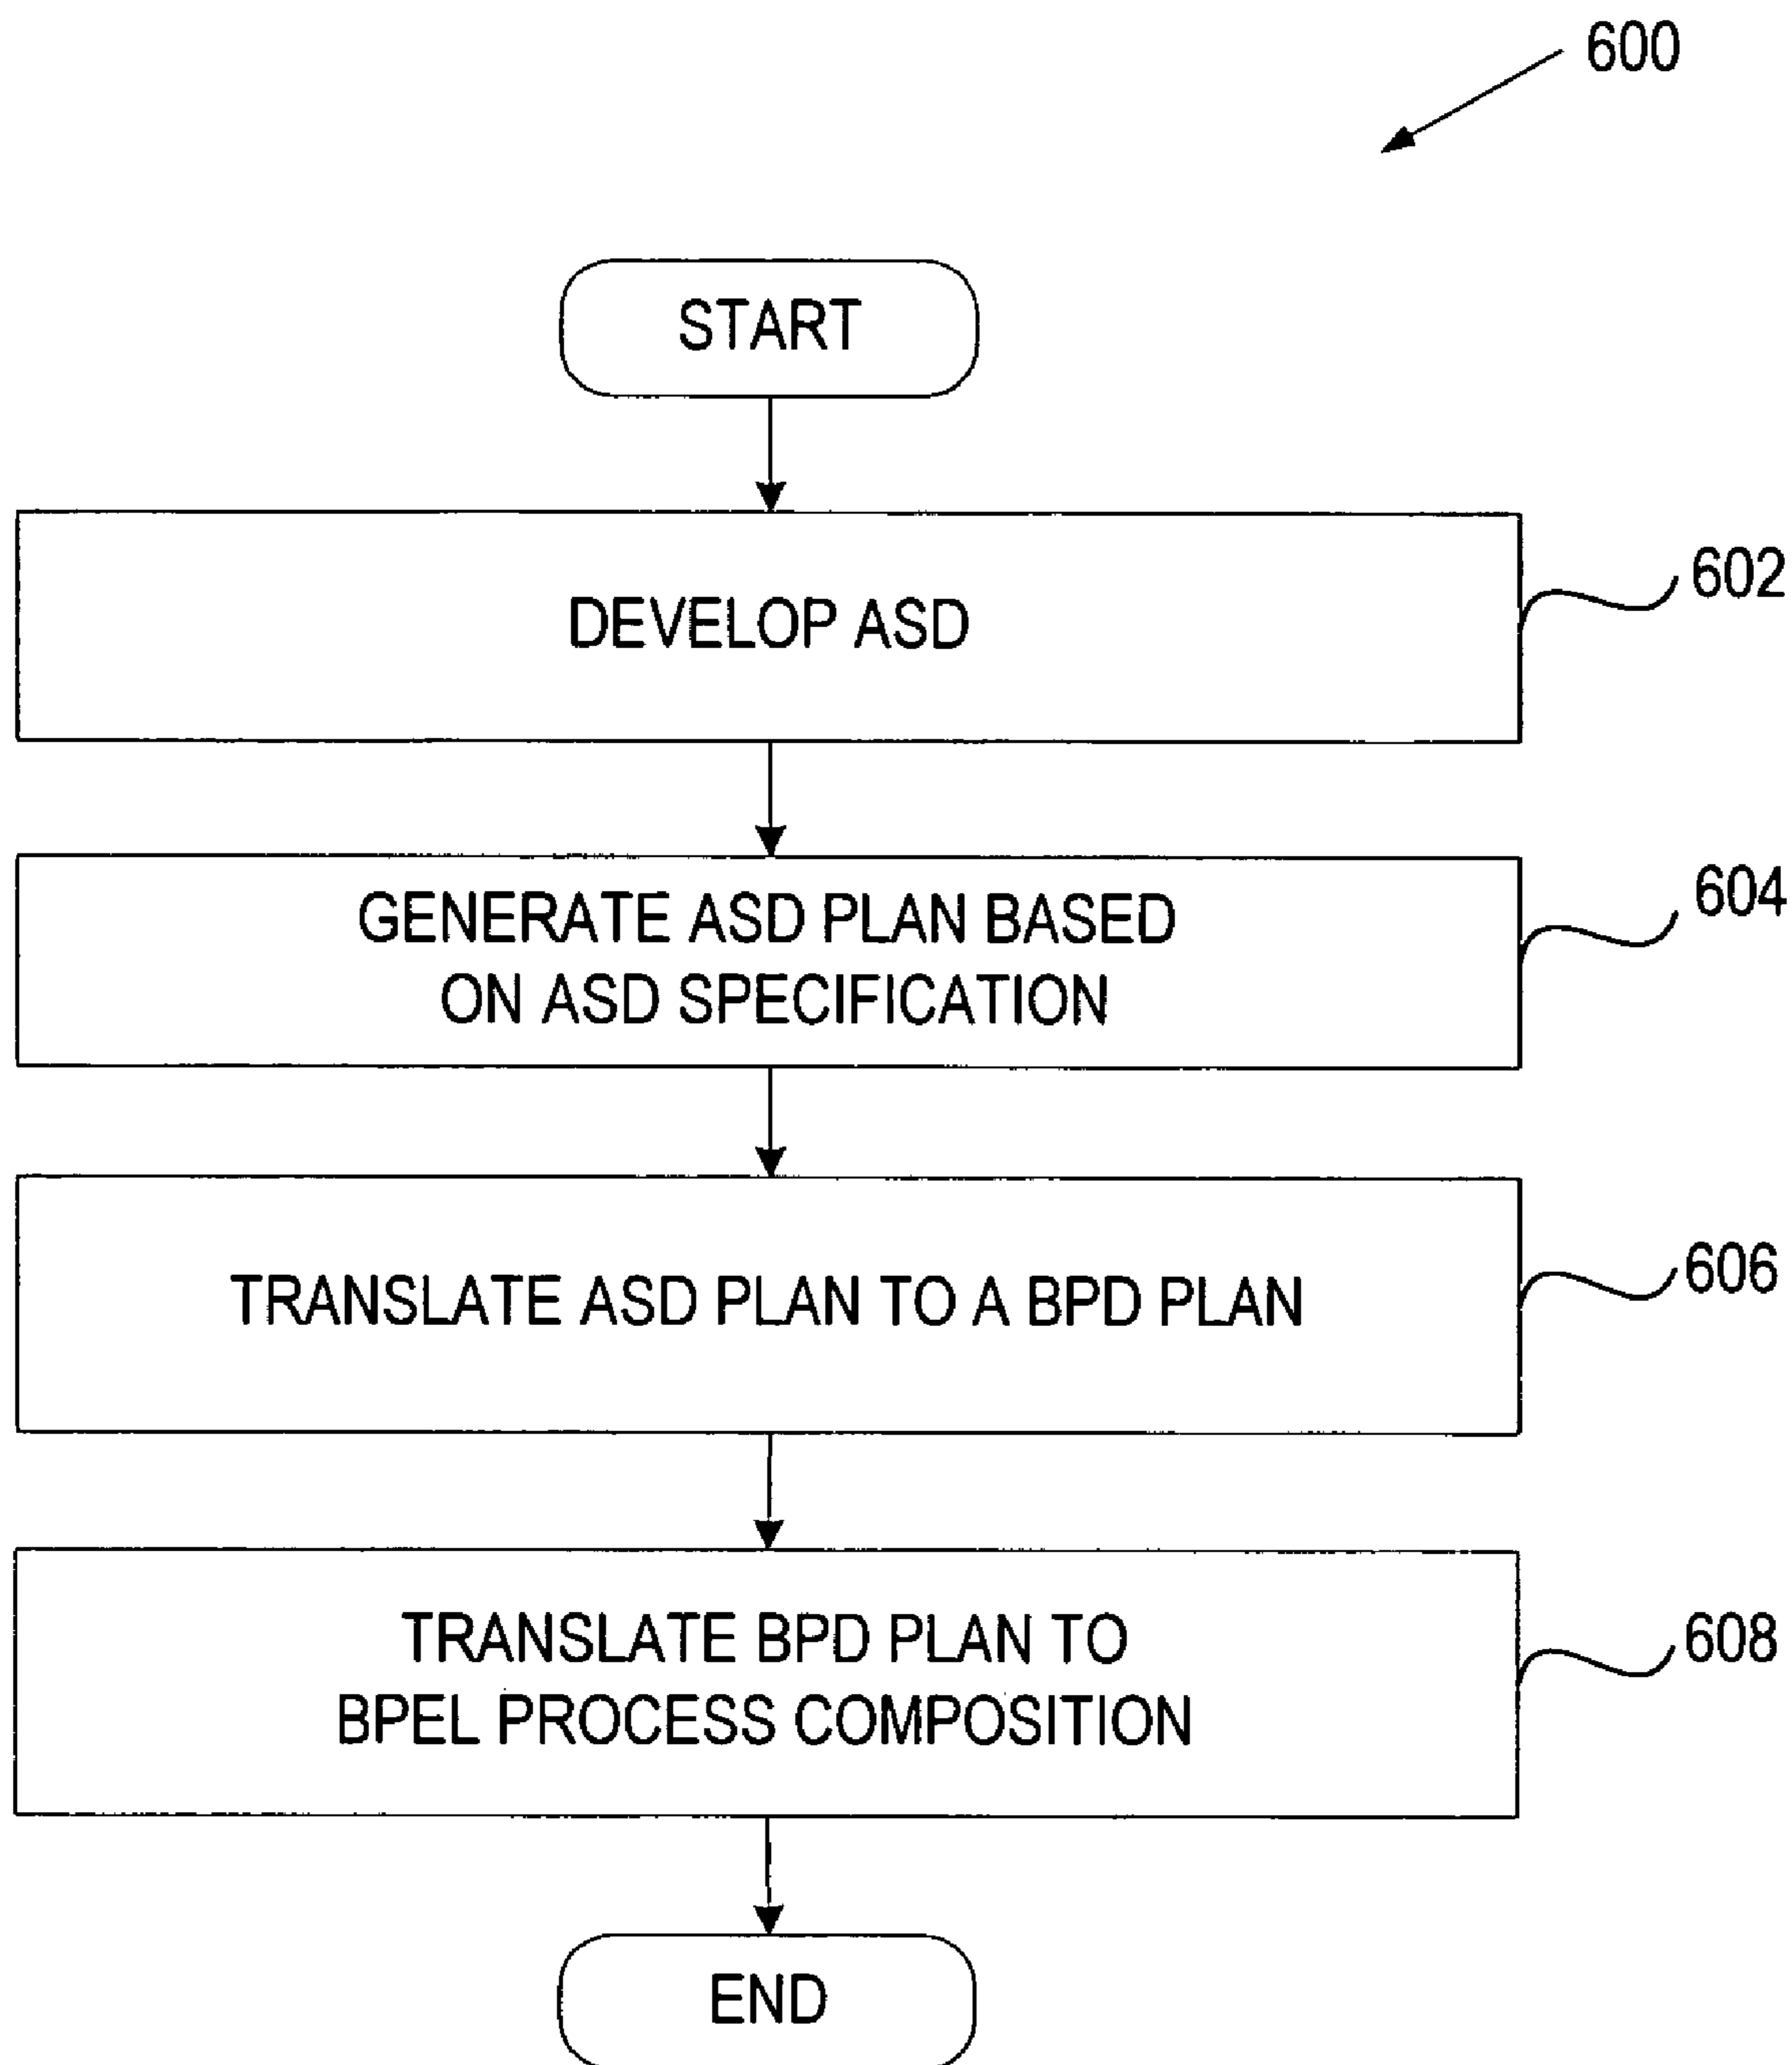 600
START
DEVELOP ASD
602
GENERATE ASD PLAN BASED
ON ASD SPECIFICATION
604
TRANSLATE ASD PLAN TO A BPD PLAN
606
TRANSLATE BPD PLAN TO
BPEL PROCESS COMPOSITION
608
END